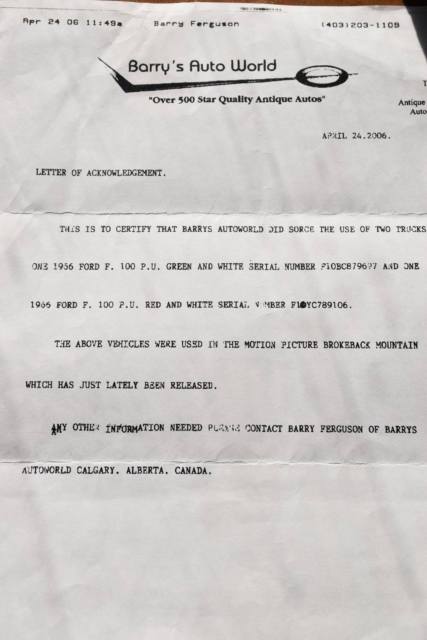 Apr 24 06 11:49a Barry Ferguson (403)203-1109
Barry's Auto World
"Over 500 Star Quality Antique Autos"
T
Antique
Auto
APRIL 24.2006.
LETTER OF ACKNOWLEDGEMENT.
THIS IS TO CERTIFY THAT BARRYS AUTOWORLD DID SORCE THE USE OF TWO TRUCKS
ONE 1956 FORD F. 100 P.U. GREEN AND WHITE SERIAL NUMBER AND ONE
FORD F. 100 P.U. RED AND WHITE SERIAL NUMBER
THE ABOVE VEHICLES WERE USED IN THE MOTION PICTURE BROKEBACK MOUNTAIN
WHICH HAS JUST LATELY BEEN RELEASED.
ANY OTHER INFORMATION NEEDED PLEASE CONTACT BARRY FERGUSON OF BARRYS
AUTOWORLD CALGARY. ALBERTA. CANADA.